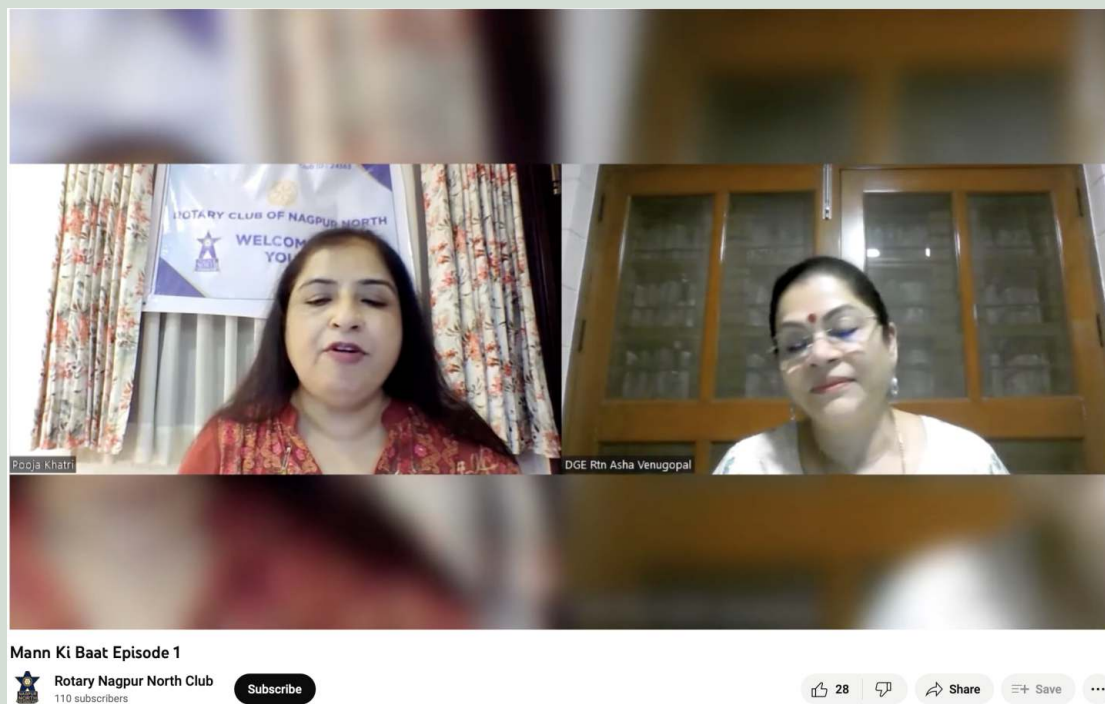 ROTARY CLUB OF NAGPUR NORTH
WELCOM
YOU
Pooja Khatri
DGE Rtn Asha Venugopal
Mann Ki Baat Episode 1
Rotary Nagpur North Club
110 subscribers
Subscribe
28
Share
Save